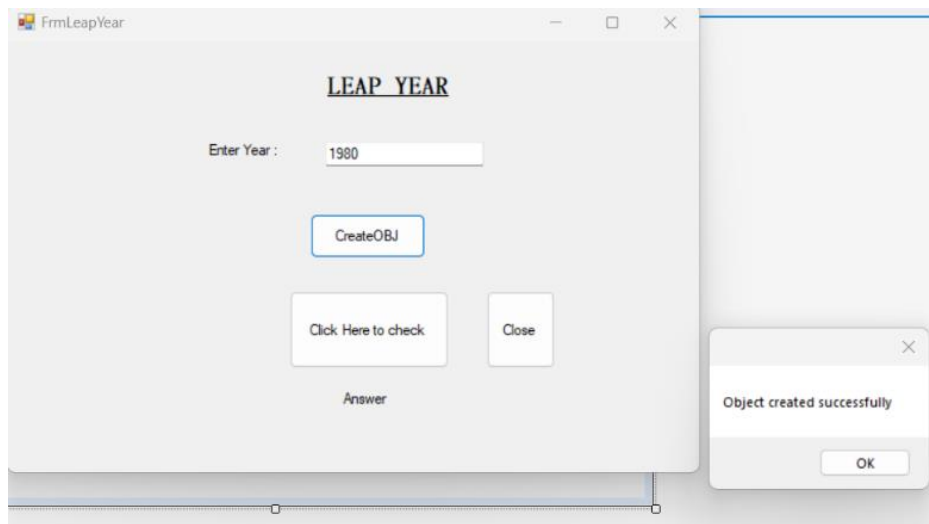 FrmLeapYear
LEAP YEAR
Enter Year :
1980
CreateOBJ
Click Here to check
Close
Answer
Object created successfully
OK